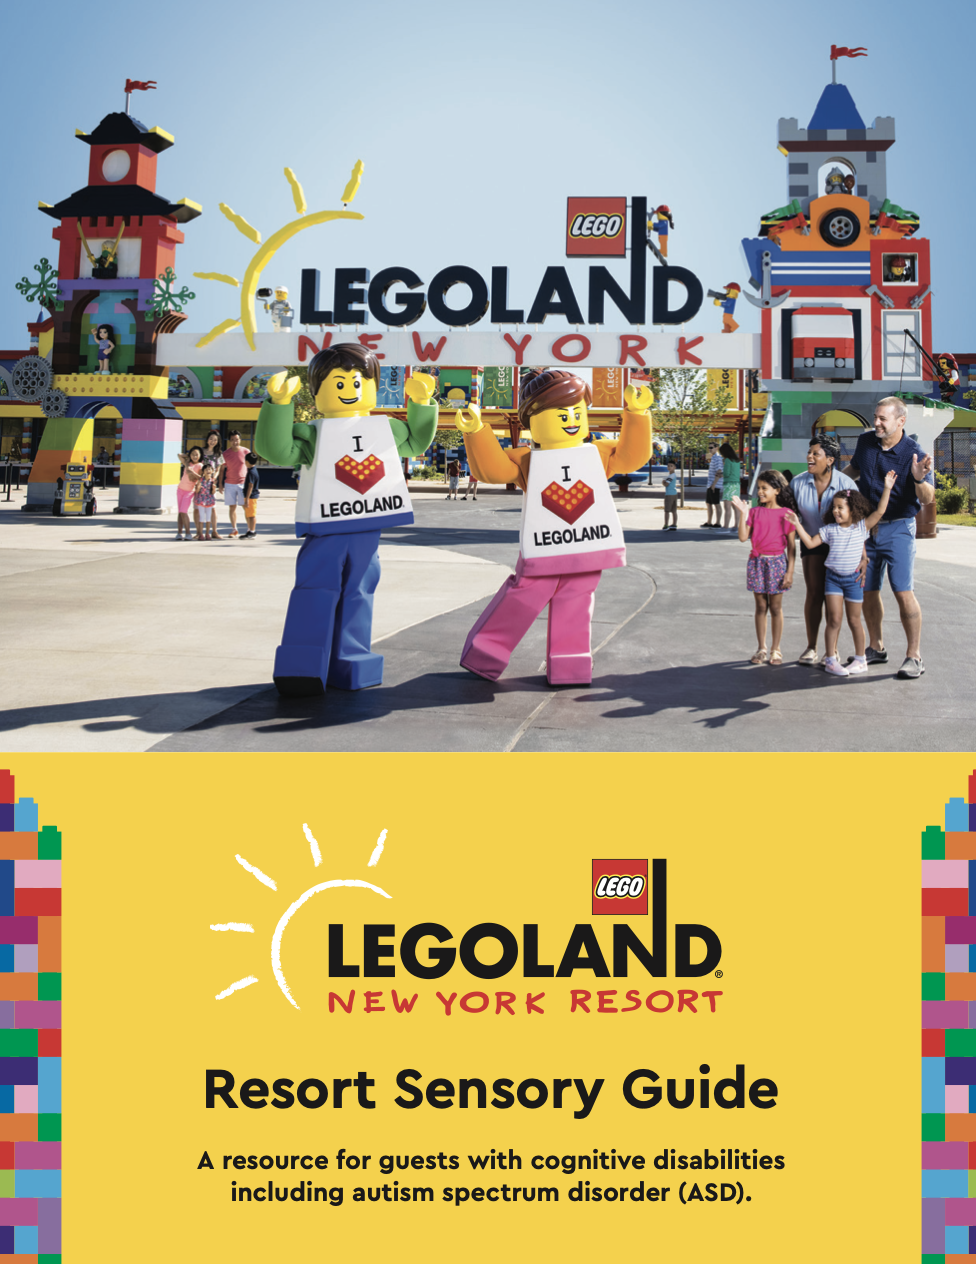 LEGO
LEGOLAND
NEW YORK
I
LEGOLAND
I
LEGOLAND
LEGO
LEGOLAND®
NEW YORK RESORT
Resort Sensory Guide
A resource for guests with cognitive disabilities
including autism spectrum disorder (ASD).